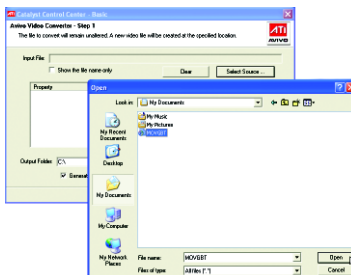 Catalyst Control Center - Basic
Avivo Video Converter - Step 1
The file to convert will remain unaltered. A new video file will be created at the specified location.
ATI
AVIVO
Input File:
Show the file name only
Clear
Select Source ...
Property
Output Folder: C:\
Generat
Open
Look in: My Documents
My Music
My Pictures
MOVGBT
My Recent
Documents
Desktop
My Documents
My Computer
My Network
Places
File name: MOVGBT
Open
Files of type: All files [*.*]
Cancel